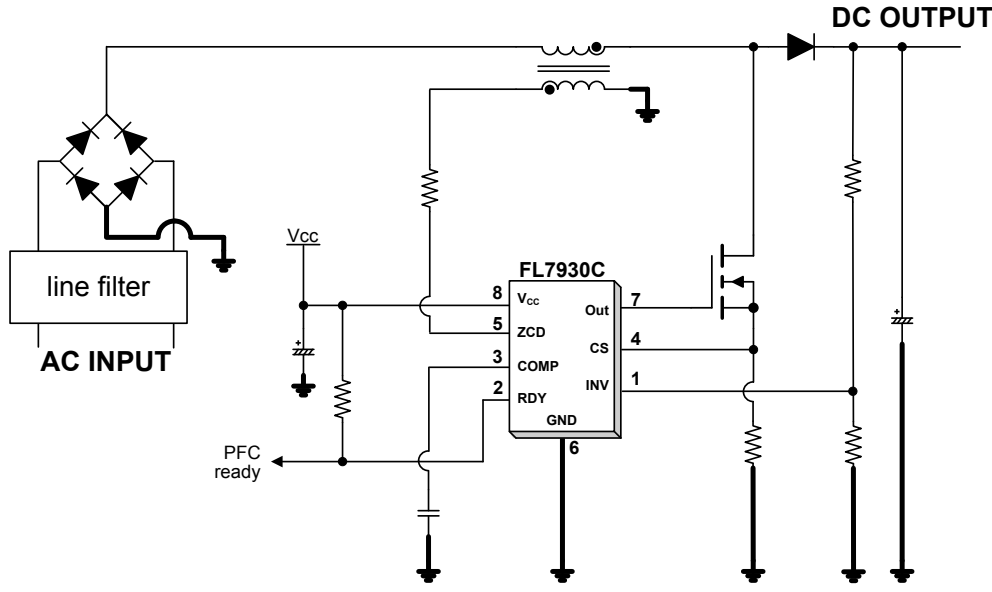 DC OUTPUT
Vcc
line filter
AC INPUT
FL7930C
8
VCC
Out
7
5
ZCD
CS
4
3
COMP
INV
1
2
RDY
GND
6
PFC
ready
+
+